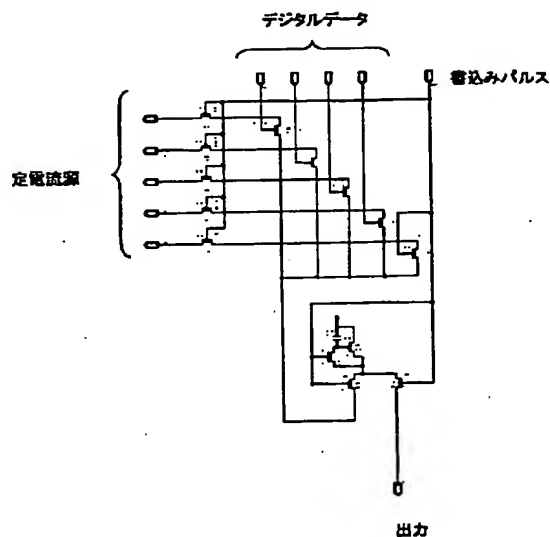 デジタルデータ
書込みパルス
定電流源
出力